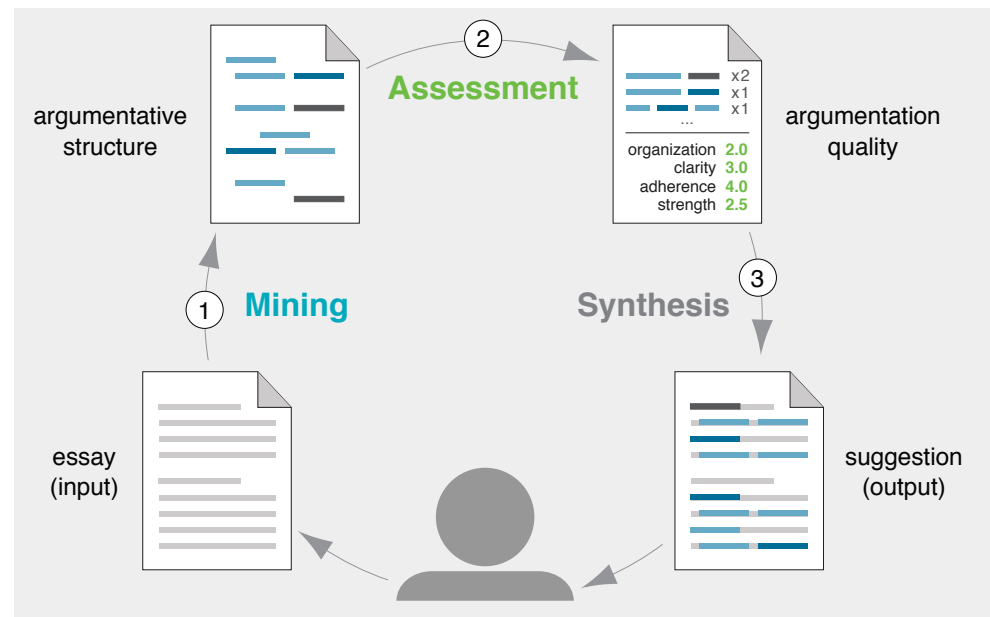 2
Assessment
argumentative
structure
x2
x1
x1
...
organization 2.0
clarity 3.0
adherence 4.0
strength 2.5
argumentation
quality
1
Mining
3
Synthesis
essay
(input)
suggestion
(output)